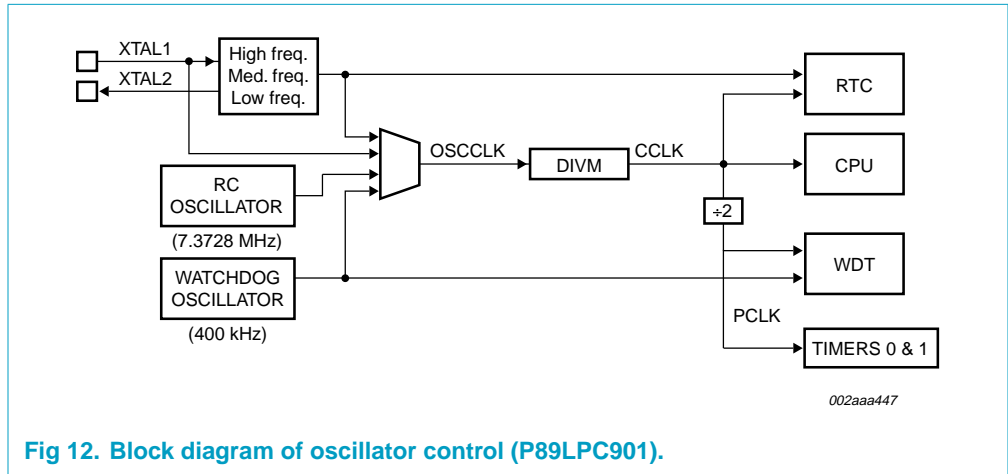 XTAL1
XTAL2
High freq.
Med. freq.
Low freq.
RC
OSCILLATOR
(7.3728 MHz)
WATCHDOG
OSCILLATOR
(400 kHz)
OSCCLK
DIVM
CCLK
÷2
PCLK
RTC
CPU
WDT
TIMERS 0 & 1
002aaa447
Fig 12. Block diagram of oscillator control (P89LPC901).